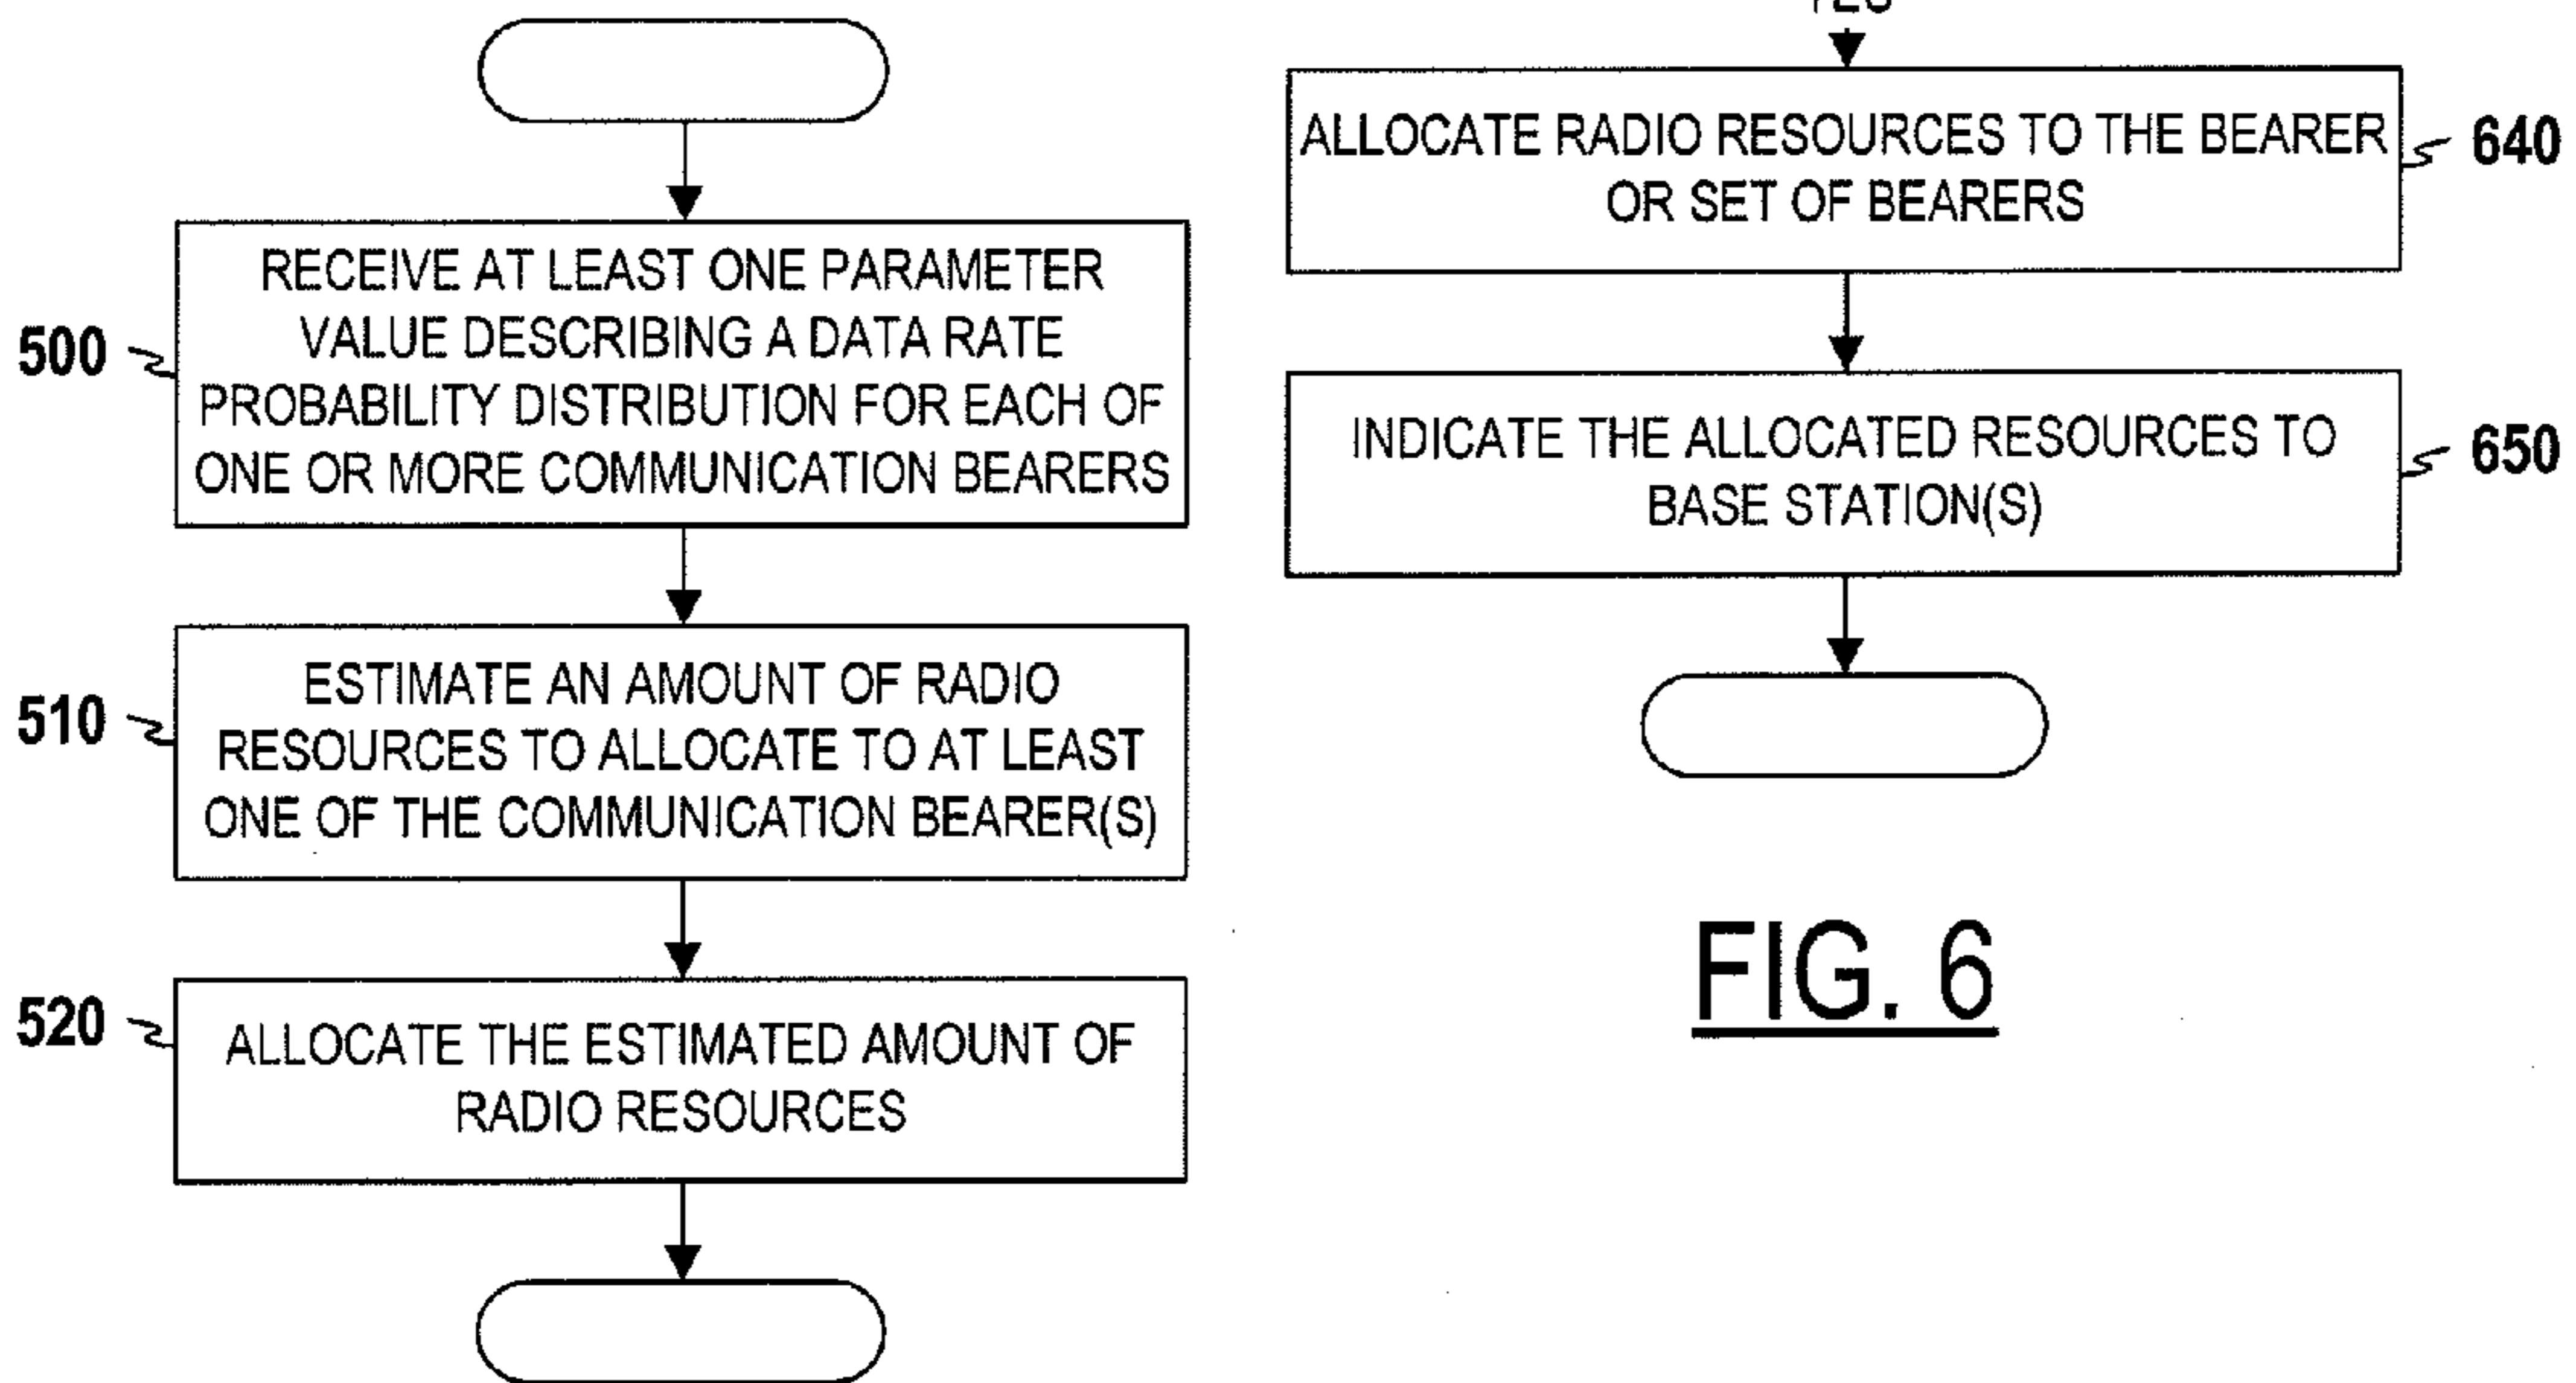 500
RECEIVE AT LEAST ONE PARAMETER
VALUE DESCRIBING A DATA RATE
PROBABILITY DISTRIBUTION FOR EACH OF
ONE OR MORE COMMUNICATION BEARERS
510
ESTIMATE AN AMOUNT OF RADIO
RESOURCES TO ALLOCATE TO AT LEAST
ONE OF THE COMMUNICATION BEARER(S)
520
ALLOCATE THE ESTIMATED AMOUNT OF
RADIO RESOURCES
YES
ALLOCATE RADIO RESOURCES TO THE BEARER
OR SET OF BEARERS
640
INDICATE THE ALLOCATED RESOURCES TO
BASE STATION(S)
650
FIG. 6